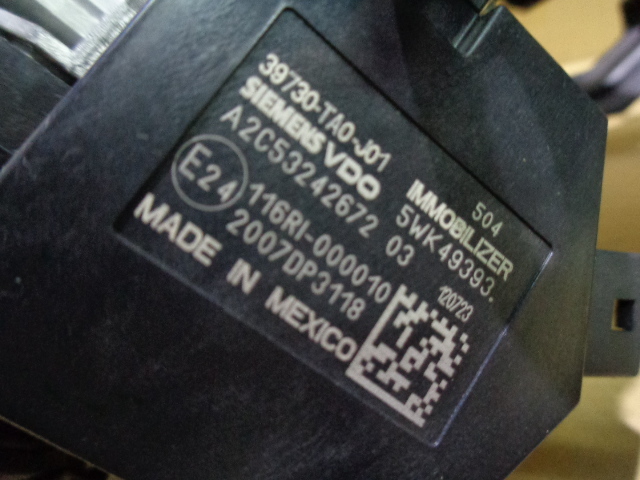 39730-TA0-J01
SIEMENS VDO
504
IMMOBILIZER
A2C53242672 03
5WK49393.
E24
116RI-000010
120723
2007DP3118
MADE IN MEXICO